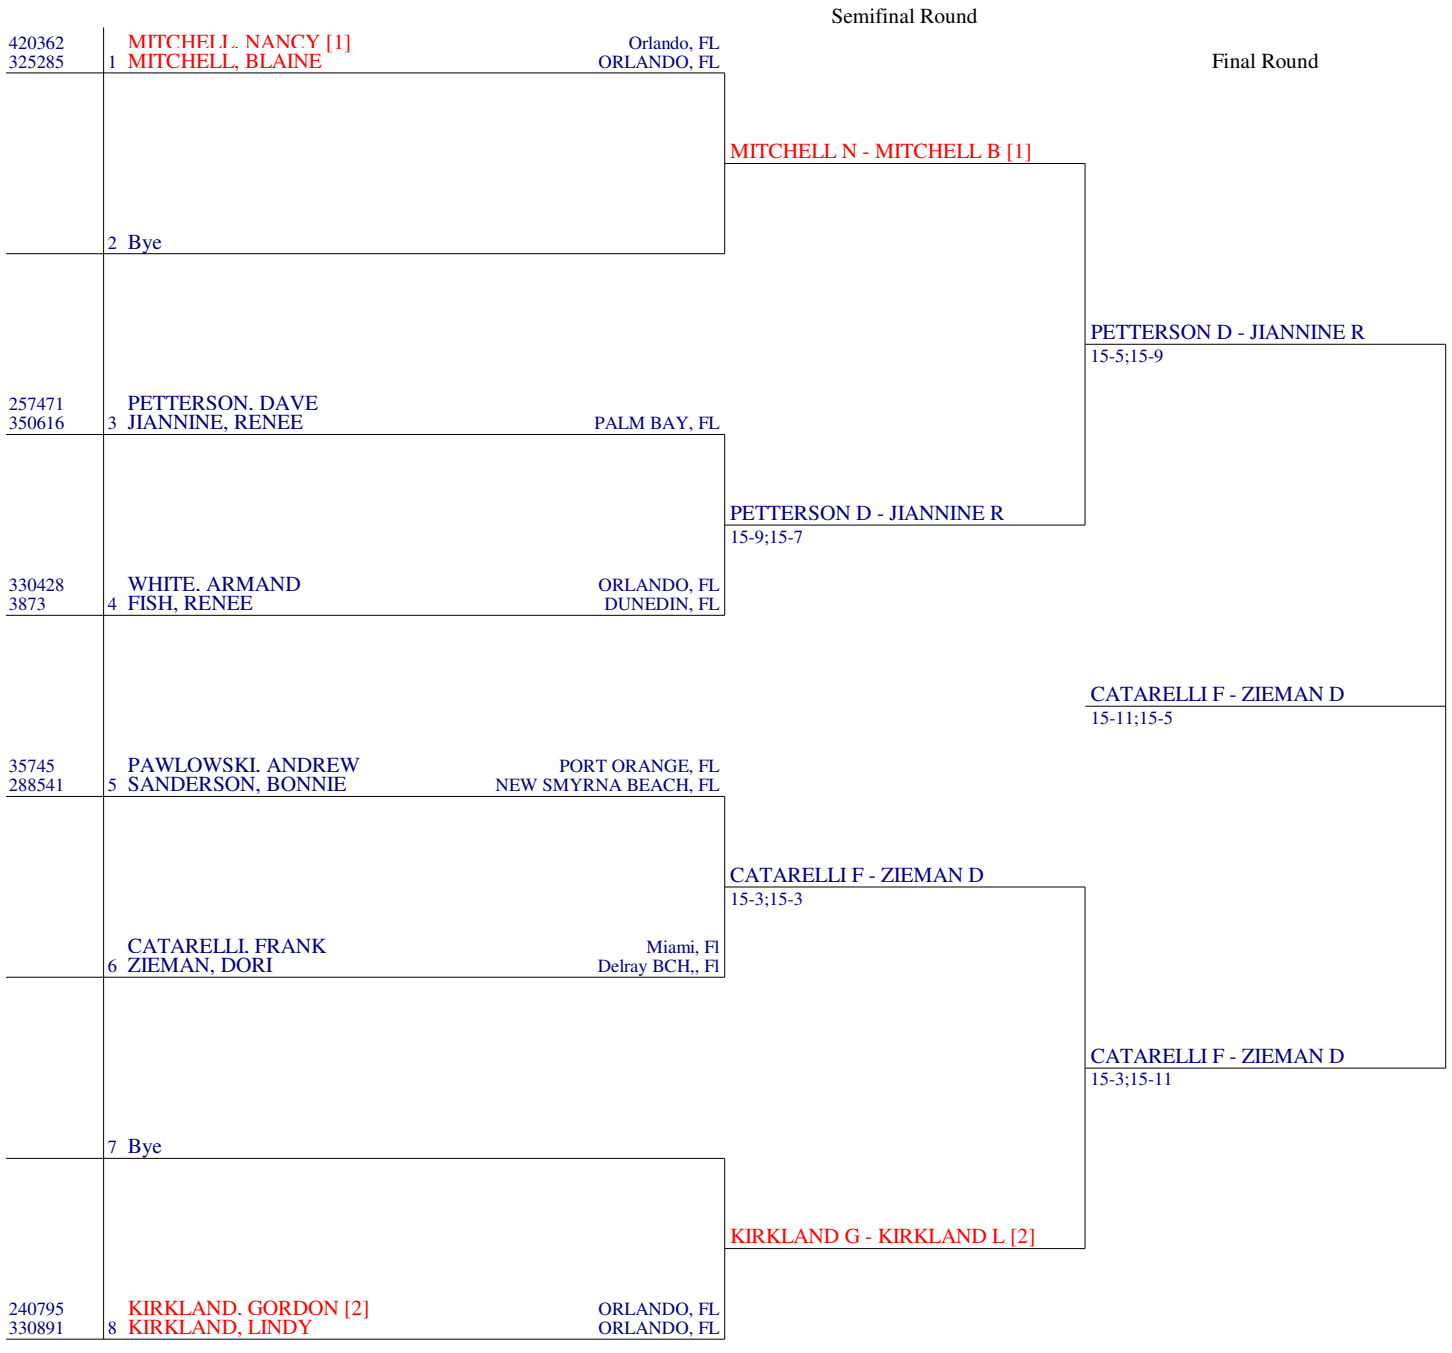 Semifinal Round
Final Round
420362 MITCHELL, NANCY [1] Orlando, FL
325285 1 MITCHELL, BLAINE ORLANDO, FL
MITCHELL N - MITCHELL B [1]
2 Bye
PETTERSON D - JIANNINE R
15-5;15-9
257471 PETTERSON, DAVE
350616 3 JIANNINE, RENEE PALM BAY, FL
PETTERSON D - JIANNINE R
15-9;15-7
330428 WHITE, ARMAND ORLANDO, FL
3873 4 FISH, RENEE DUNEDIN, FL
CATARELLI F - ZIEMAN D
15-11;15-5
35745 PAWLOWSKI, ANDREW PORT ORANGE, FL
288541 5 SANDERSON, BONNIE NEW SMYRNA BEACH, FL
CATARELLI F - ZIEMAN D
15-3;15-3
CATARELLI, FRANK Miami, Fl
6 ZIEMAN, DORI Delray BCH,, Fl
CATARELLI F - ZIEMAN D
15-3;15-11
7 Bye
KIRKLAND G - KIRKLAND L [2]
240795 KIRKLAND, GORDON [2] ORLANDO, FL
330891 8 KIRKLAND, LINDY ORLANDO, FL